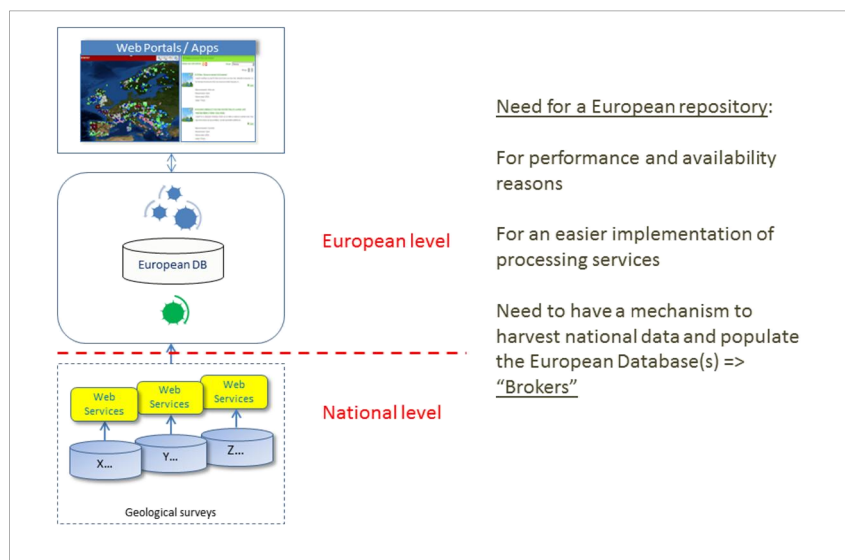 Web Portals / Apps
European DB
European level
Web
Services
Web
Services
Web
Services
National level
X...
Y...
Z...
Geological surveys
Need for a European repository:
For performance and availability
reasons
For an easier implementation of
processing services
Need to have a mechanism to
harvest national data and populate
the European Database(s) =>
“Brokers”